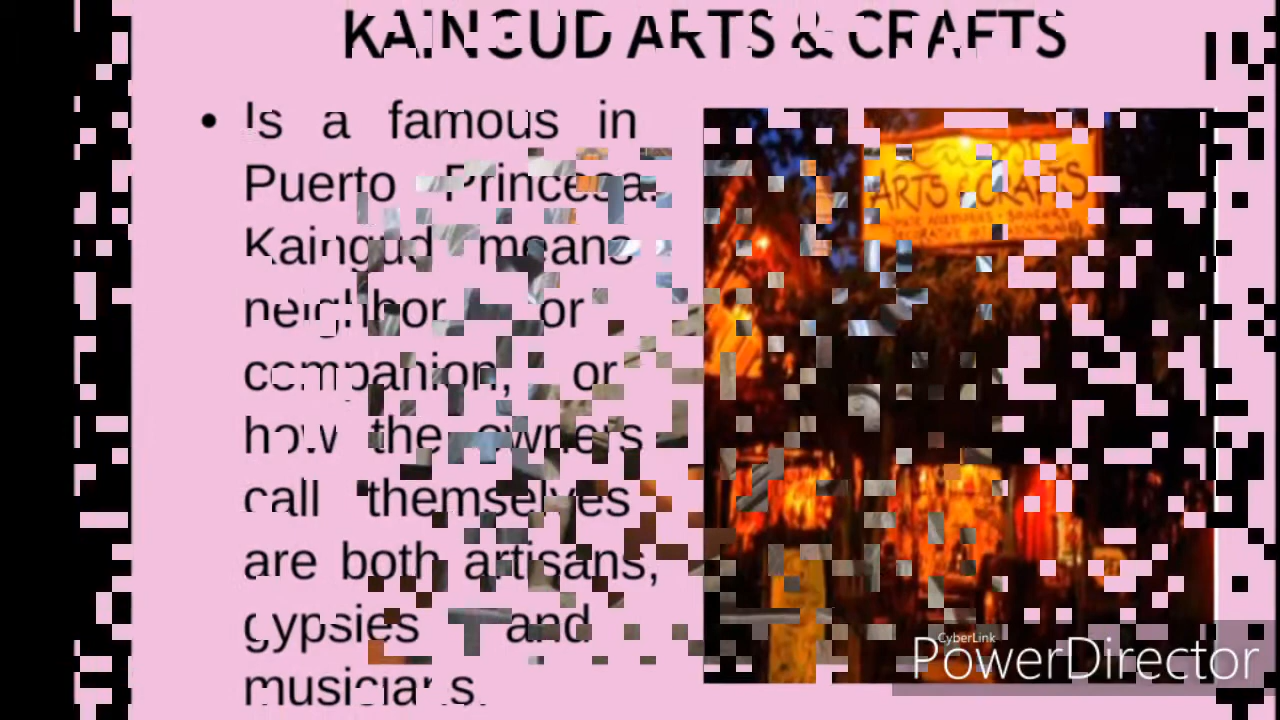 KAINGUD ARTS & CRAFTS
• Is a famous in
Puerto Princesa.
Kaingud means
neighbor or
companion, or
how the owners
call themselves
are both artisans,
gypsies and
musicians.
ARTS & CRAFTS
CyberLink
PowerDirector